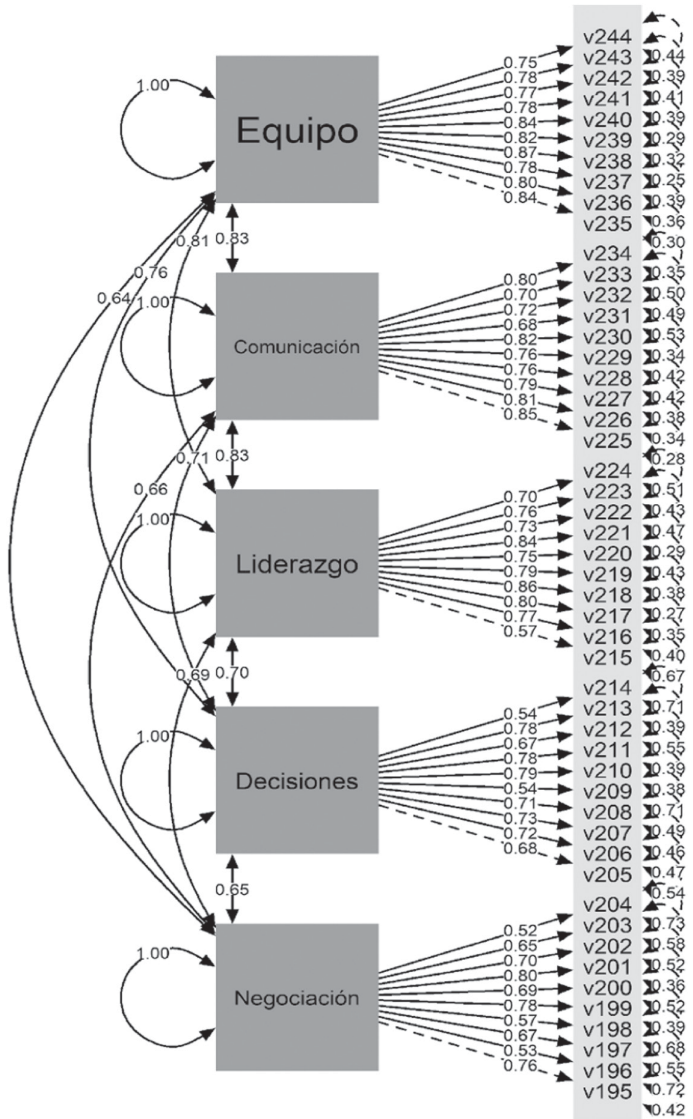 v244
0.75 v243 0.44
1.00 0.78 v242 0.39
0.77 v241 0.41
0.78 v240 0.39
Equipo 0.84 v239 0.29
0.82 v238 0.32
0.87 v237 0.25
0.78 v236 0.39
0.80 v235 0.36
0.84
0.81 0.83 0.30
v234
0.76 v233 0.35
0.64 1.00 0.80 v232 0.50
0.70 v231 0.49
0.72 v230 0.53
Comunicación 0.68 v229 0.34
0.82 v228 0.42
0.76 v227 0.42
0.76 v226 0.38
0.79 v225 0.34
0.81
0.85
0.71 0.83 0.28
v224
0.66 0.70 v223 0.51
1.00 0.76 v222 0.43
0.73 v221 0.47
0.84 v220 0.29
Liderazgo 0.75 v219 0.43
0.79 v218 0.38
0.86 v217 0.27
0.80 v216 0.35
0.77 v215 0.40
0.57
0.69 0.70 0.67
v214
0.54 v213 0.71
1.00 0.78 v212 0.39
0.67 v211 0.55
0.78 v210 0.39
Decisiones 0.79 v209 0.38
0.54 v208 0.71
0.71 v207 0.49
0.73 v206 0.46
0.72 v205 0.47
0.68
0.65 0.54
v204
0.52 v203 0.73
1.00 0.65 v202 0.58
0.70 v201 0.52
0.80 v200 0.36
Negociación 0.69 v199 0.52
0.78 v198 0.39
0.57 v197 0.68
0.67 v196 0.55
0.53 v195 0.72
0.76
0.42